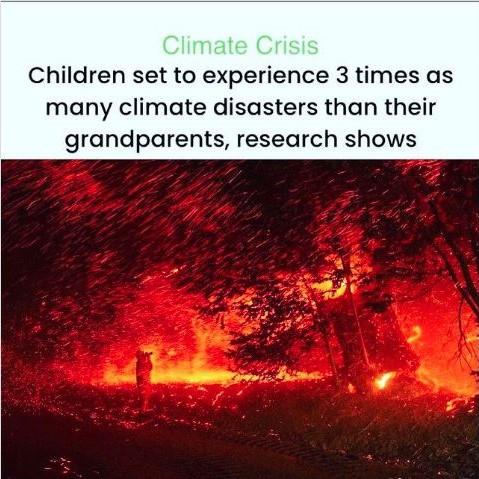 Climate Crisis
Children set to experience 3 times as
many climate disasters than their
grandparents, research shows